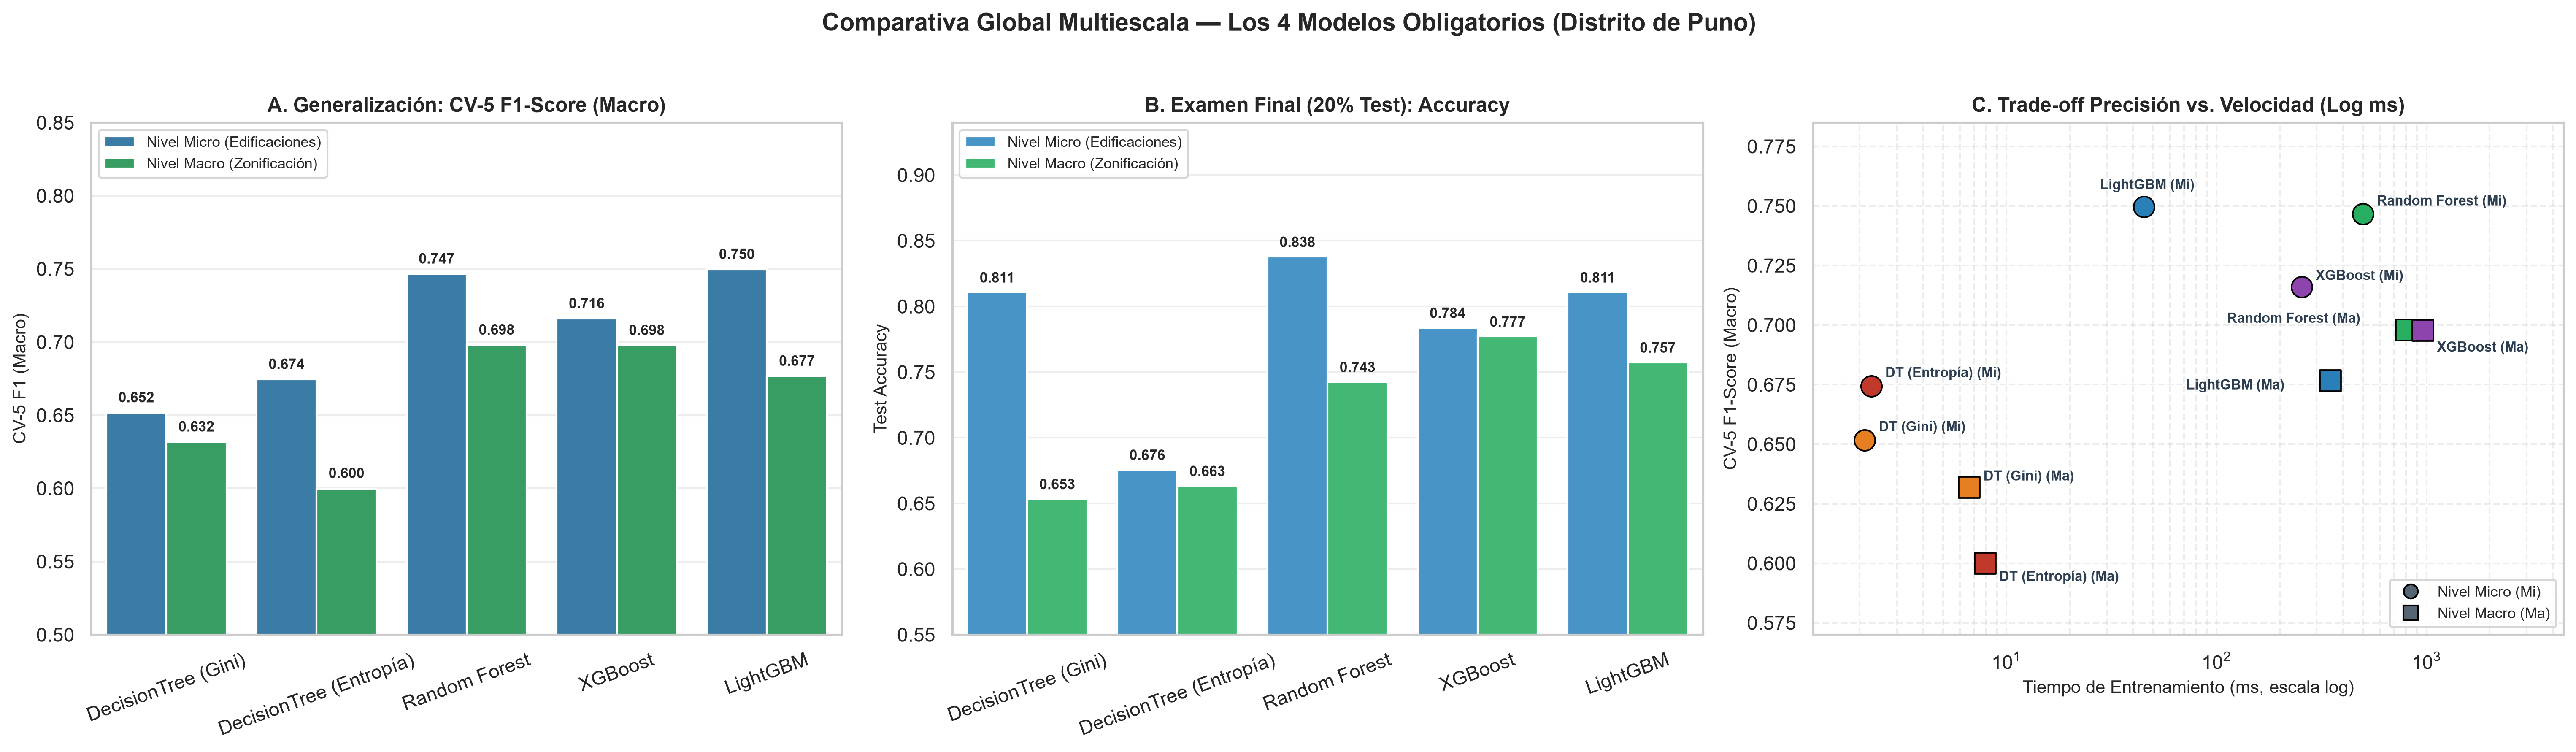 Comparativa Global Multiescala — Los 4 Modelos Obligatorios (Distrito de Puno)
A. Generalización: CV-5 F1-Score (Macro)
CV-5 F1 (Macro)
0.85
0.80
0.75
0.70
0.65
0.60
0.55
0.50
Nivel Micro (Edificaciones)
Nivel Macro (Zonificación)
0.652
0.632
0.674
0.600
0.747
0.698
0.716
0.698
0.750
0.677
DecisionTree (Gini)
DecisionTree (Entropía)
Random Forest
XGBoost
LightGBM
B. Examen Final (20% Test): Accuracy
Test Accuracy
0.90
0.85
0.80
0.75
0.70
0.65
0.60
0.55
Nivel Micro (Edificaciones)
Nivel Macro (Zonificación)
0.811
0.653
0.676
0.663
0.838
0.743
0.784
0.777
0.811
0.757
DecisionTree (Gini)
DecisionTree (Entropía)
Random Forest
XGBoost
LightGBM
C. Trade-off Precisión vs. Velocidad (Log ms)
CV-5 F1-Score (Macro)
0.775
0.750
0.725
0.700
0.675
0.650
0.625
0.600
0.575
LightGBM (Mi)
Random Forest (Mi)
XGBoost (Mi)
Random Forest (Ma)
XGBoost (Ma)
DT (Entropía) (Mi)
LightGBM (Ma)
DT (Gini) (Mi)
DT (Gini) (Ma)
DT (Entropía) (Ma)
Nivel Micro (Mi)
Nivel Macro (Ma)
10¹
10²
10³
Tiempo de Entrenamiento (ms, escala log)